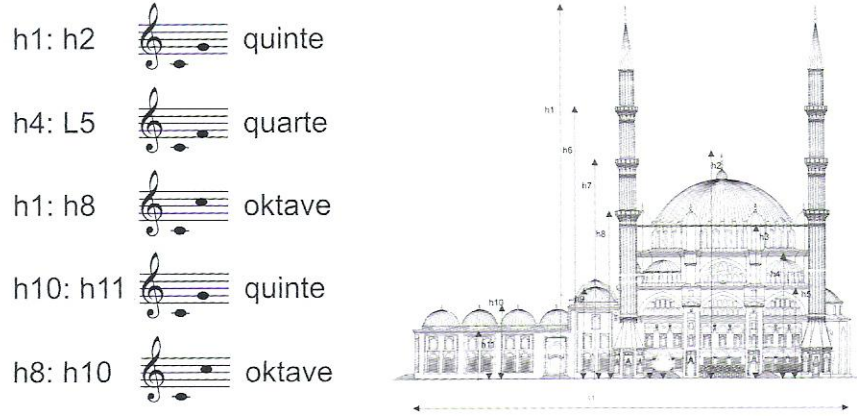 h1: h2 quinte
h4: L5 quarte
h1: h8 oktave
h10: h11 quinte
h8: h10 oktave
h1
h6
h2
h7
h8
h3
h4
h5
h10
h11